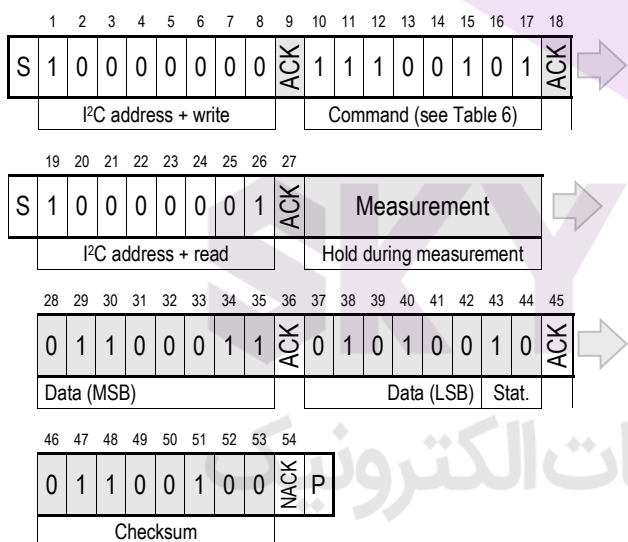 1 2 3 4 5 6 7 8 9 10 11 12 13 14 15 16 17 18
S 1 0 0 0 0 0 0 0 ACK 1 1 1 0 0 1 0 1 ACK
I²C address + write Command (see Table 6)
19 20 21 22 23 24 25 26 27
S 1 0 0 0 0 0 0 1 ACK Measurement
I²C address + read Hold during measurement
28 29 30 31 32 33 34 35 36 37 38 39 40 41 42 43 44 45
0 1 1 0 0 0 1 1 ACK 0 1 0 1 0 0 1 0 ACK
Data (MSB) Data (LSB) Stat.
46 47 48 49 50 51 52 53 54
0 1 1 0 0 1 0 0 NACK P
Checksum
SKY